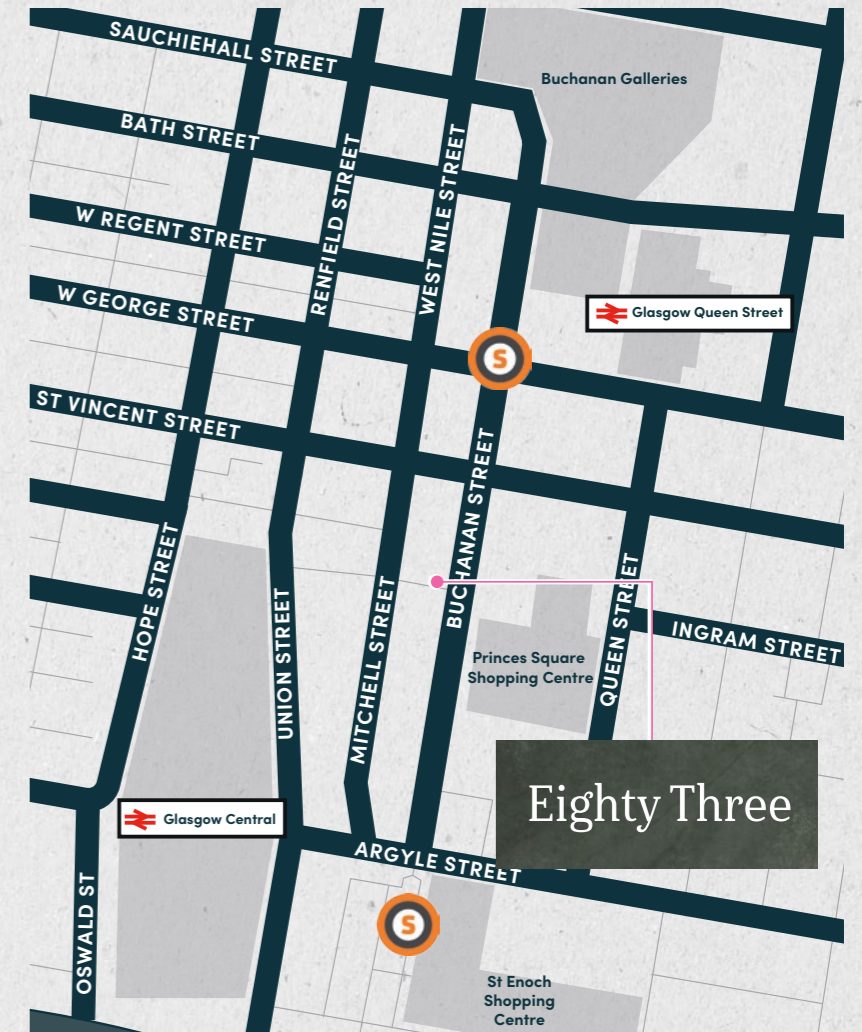 SAUCHIEHALL STREET
Buchanan Galleries
BATH STREET
RENFIELD STREET
WEST NILE STREET
W REGENT STREET
W GEORGE STREET
Glasgow Queen Street
S
ST VINCENT STREET
BUCHANAN STREET
HOPE STREET
UNION STREET
MITCHELL STREET
QUEEN STREET
INGRAM STREET
Princes Square
Shopping Centre
Eighty Three
Glasgow Central
ARGYLE STREET
OSWALD ST
S
St Enoch
Shopping
Centre